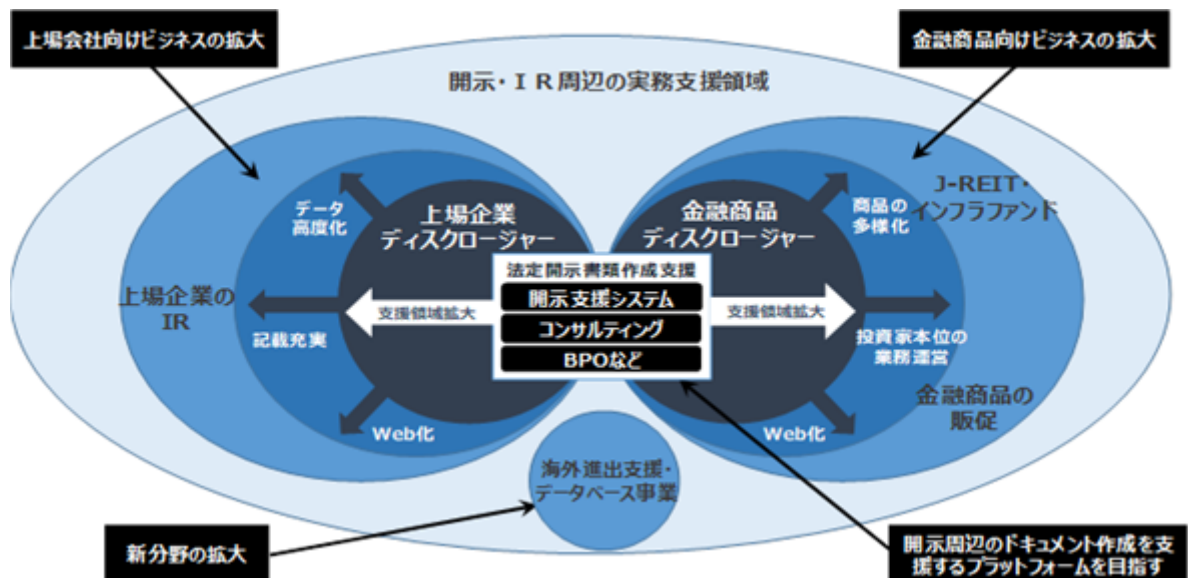 上場会社向けビジネスの拡大
金融商品向けビジネスの拡大
開示・ＩＲ周辺の実務支援領域
データ
高度化
上場企業
ディスクロージャー
金融商品
ディスクロージャー
商品の
多様化
J-REIT・
インフラファンド
法定開示書類作成支援
開示支援システム
コンサルティング
BPOなど
支援領域拡大
支援領域拡大
上場企業の
IR
記載充実
投資家本位の
業務運営
金融商品の
販促
Web化
Web化
海外進出支援・
データベース事業
新分野の拡大
開示周辺のドキュメント作成を支
援するプラットフォームを目指す